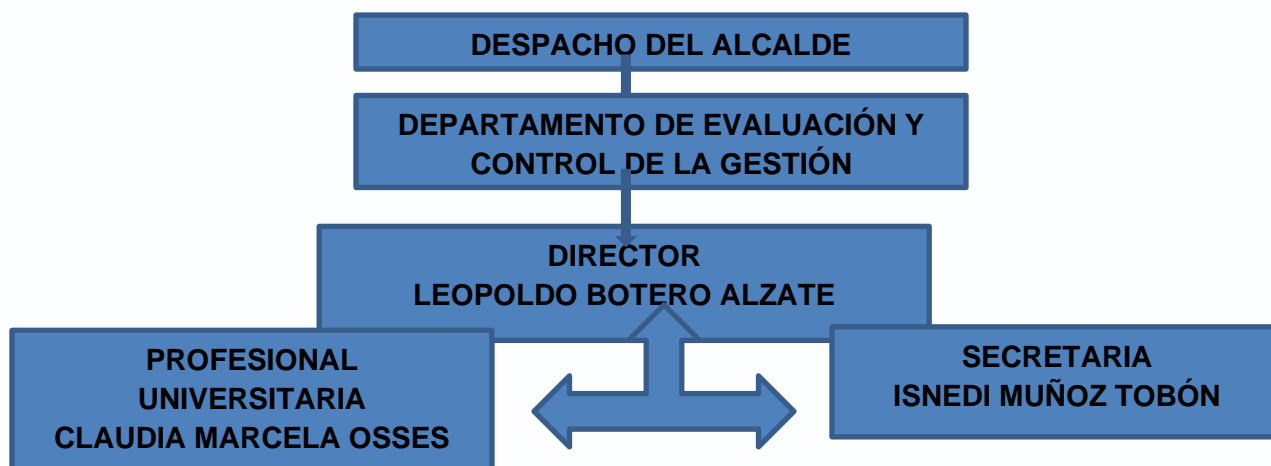 DESPACHO DEL ALCALDE
DEPARTAMENTO DE EVALUACIÓN Y
CONTROL DE LA GESTIÓN
DIRECTOR
LEOPOLDO BOTERO ALZATE
PROFESIONAL
UNIVERSITARIA
CLAUDIA MARCELA OSSES
SECRETARIA
ISNEDI MUÑOZ TOBÓN